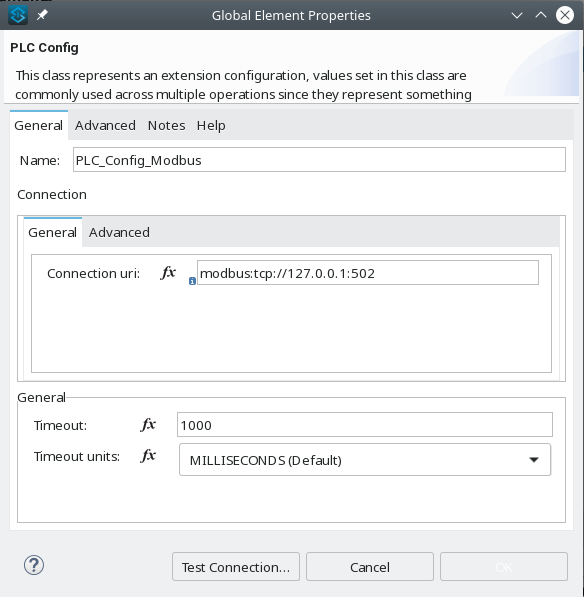 Global Element Properties
PLC Config
This class represents an extension configuration, values set in this class are
commonly used across multiple operations since they represent something
General Advanced Notes Help
Name: PLC_Config_Modbus
Connection
General Advanced
Connection uri: fx modbus:tcp://127.0.0.1:502
General
Timeout: fx 1000
Timeout units: fx MILLISECONDS (Default)
? Test Connection... Cancel OK